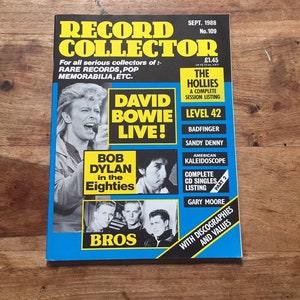 RECORD
COLLECTOR
SEPT. 1988
No.109
£1.45
For all serious collectors of :-
RARE RECORDS, POP
MEMORABILIA, ETC.
THE
HOLLIES
A COMPLETE
SESSION LISTING
DAVID
BOWIE
LIVE!
LEVEL 42
BADFINGER
SANDY DENNY
AMERICAN
KALEIDOSCOPE
BOB
DYLAN
in the
Eighties
COMPLETE
CD SINGLES
LISTING
GARY MOORE
BROS
WITH DISCOGRAPHIES
AND VALUES